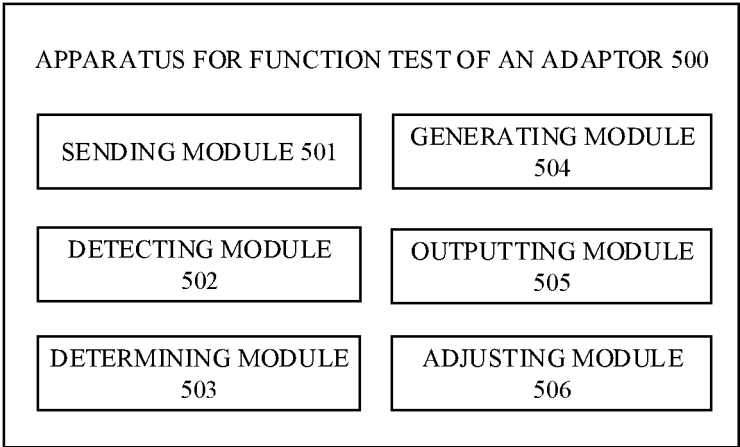 APPARATUS FOR FUNCTION TEST OF AN ADAPTOR 500
SENDING MODULE 501
GENERATING MODULE
504
DETECTING MODULE
502
OUTPUTTING MODULE
505
DETERMINING MODULE
503
ADJUSTING MODULE
506